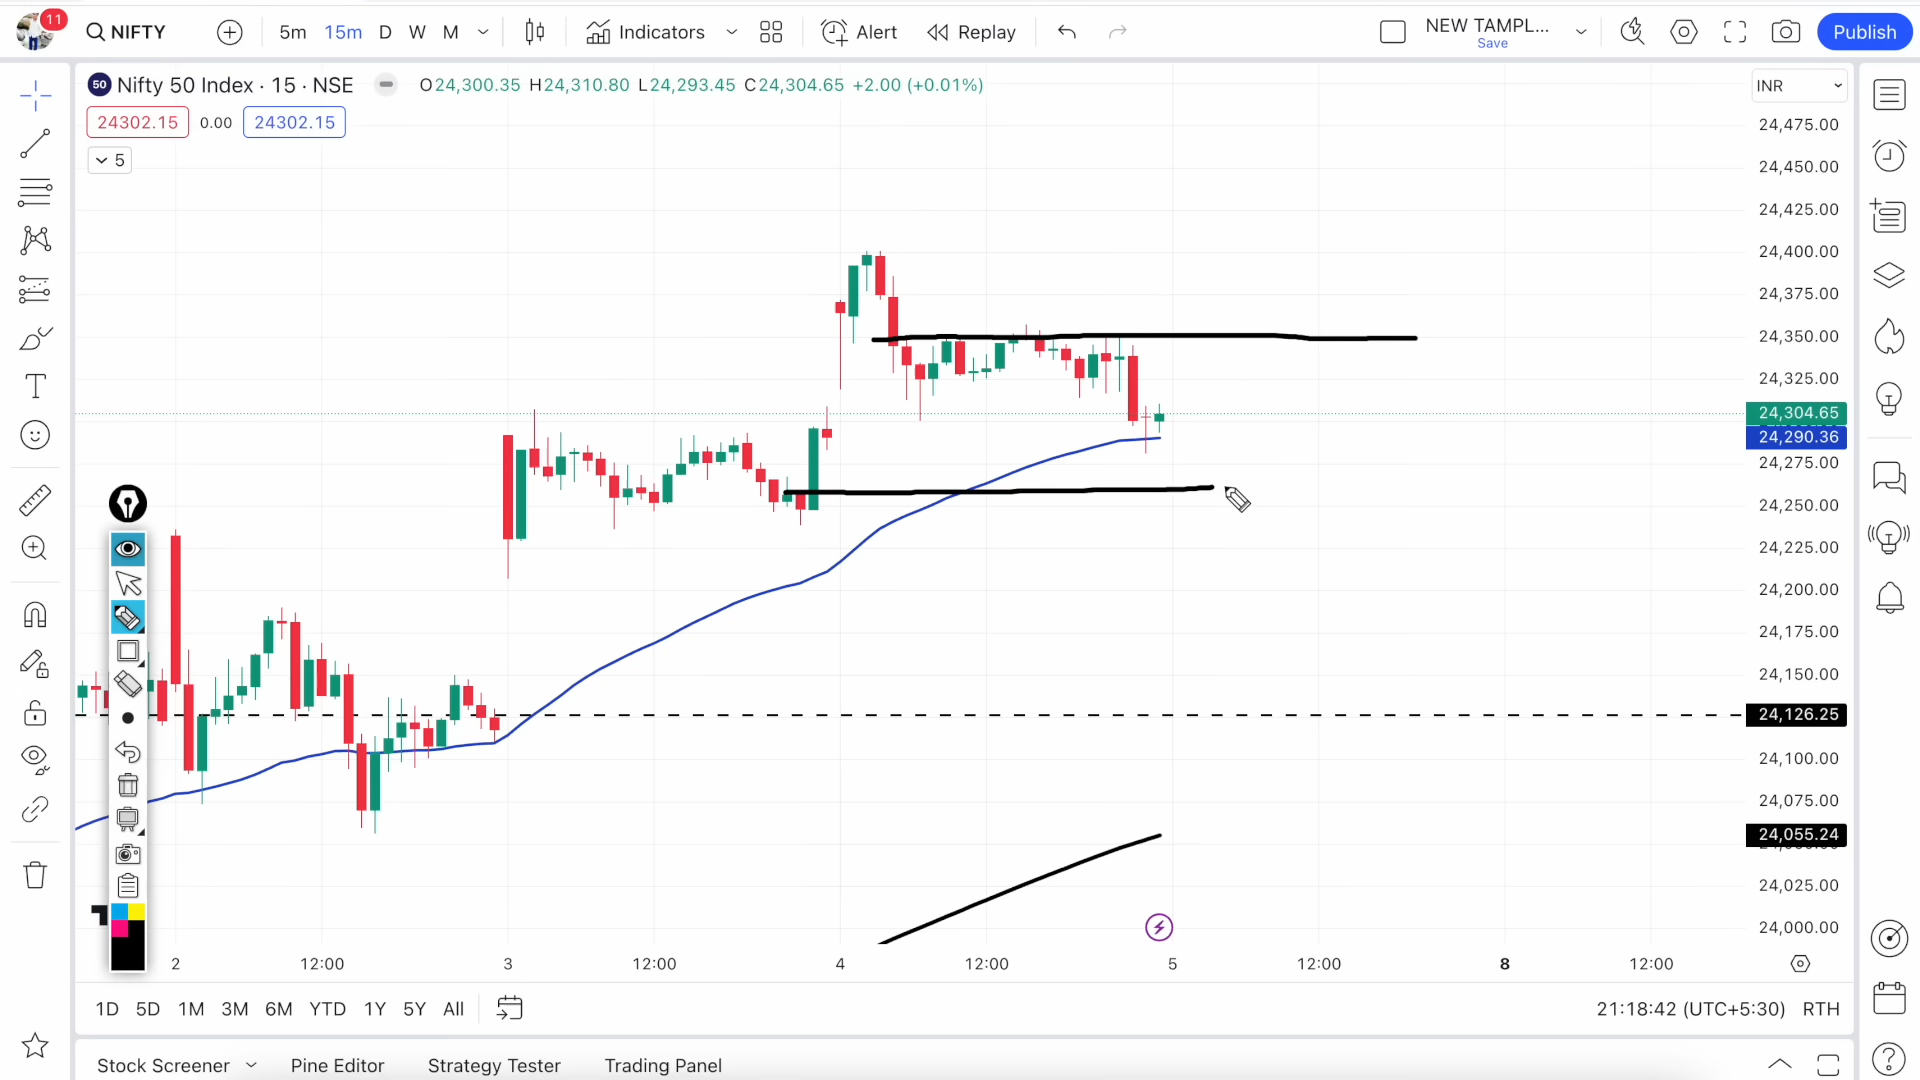 11
NIFTY
5m 15m D W M
Indicators
Alert
Replay
NEW TAMPL...
Save
Publish
50 Nifty 50 Index · 15 · NSE O24,300.35 H24,310.80 L24,293.45 C24,304.65 +2.00 (+0.01%)
INR
24302.15 0.00 24302.15
5
24,475.00
24,450.00
24,425.00
24,400.00
24,375.00
24,350.00
24,325.00
24,304.65
24,290.36
24,275.00
24,250.00
24,225.00
24,200.00
24,175.00
24,150.00
24,126.25
24,100.00
24,075.00
24,055.24
24,025.00
24,000.00
2 12:00 3 12:00 4 12:00 5 12:00 8 12:00
1D 5D 1M 3M 6M YTD 1Y 5Y All
21:18:42 (UTC+5:30) RTH
Stock Screener Pine Editor Strategy Tester Trading Panel